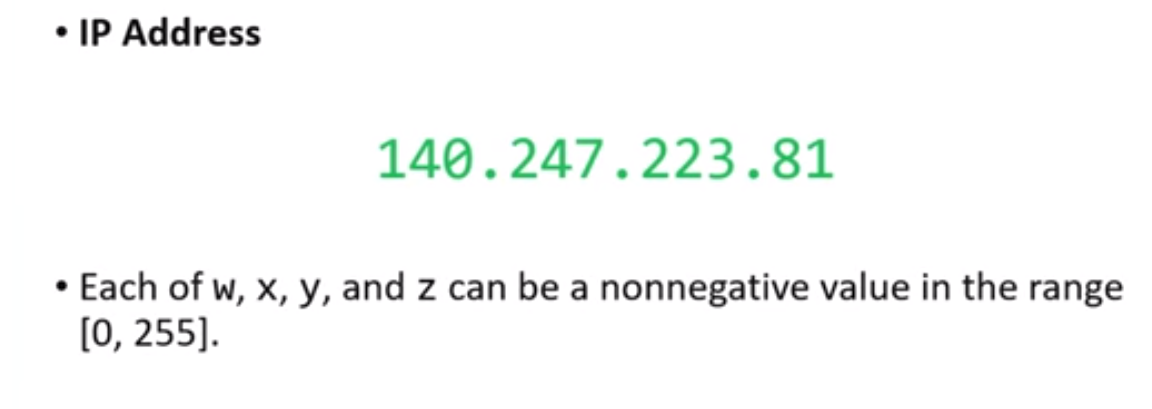 • IP Address
140.247.223.81
• Each of w, x, y, and z can be a nonnegative value in the range
[0, 255].